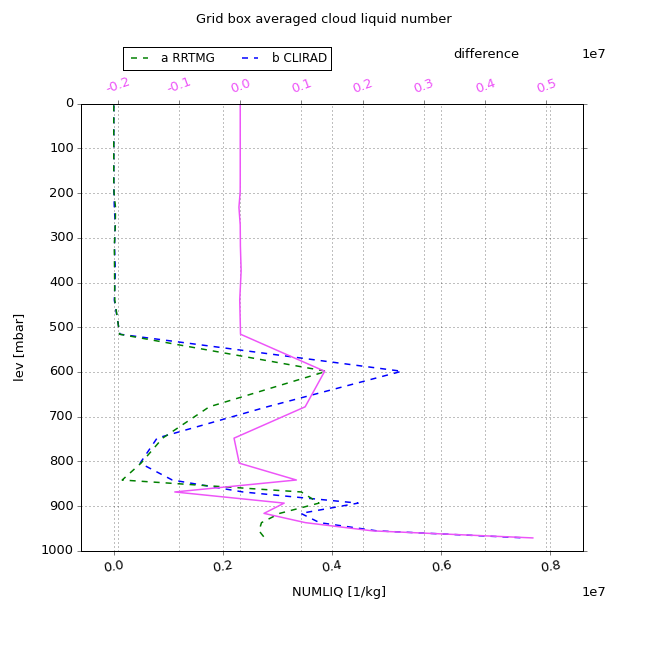 Grid box averaged cloud liquid number
a RRTMG b CLIRAD difference 1e7
-0.2 -0.1 0.0 0.1 0.2 0.3 0.4 0.5
0
100
200
300
400
500
600
700
800
900
1000
lev [mbar]
0.0 0.2 0.4 0.6 0.8
NUMLIQ [1/kg] 1e7